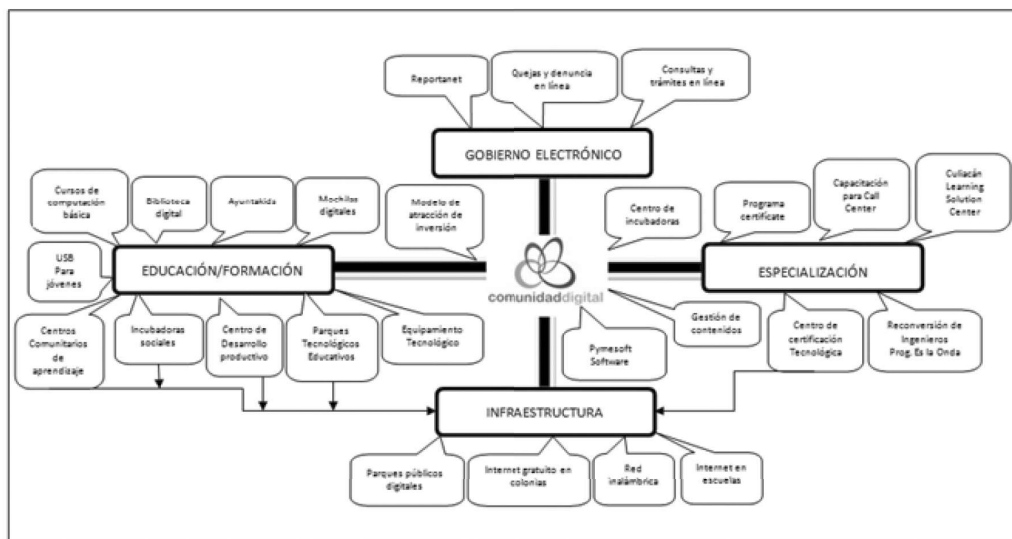 Reportanet
Quejas y denuncia
en línea
Consultas y
trámites en línea
GOBIERNO ELECTRÓNICO
Cursos de
computación
básica
Biblioteca
digital
Ayuntakids
Mochilas
digitales
Modelo de
atracción de
inversión
Centro de
incubadoras
Programa
certifícate
Capacitación
para Call
Center
Culiacán
Learning
Solution
Center
USB
Para
jóvenes
EDUCACIÓN/FORMACIÓN
comunidaddigital
ESPECIALIZACIÓN
Centros
Comunitarios
de
aprendizaje
Incubadoras
sociales
Centro de
Desarrollo
productivo
Parques
Tecnológicos
Educativos
Equipamiento
Tecnológico
Pymesoft
Software
Gestión de
contenidos
Centro de
certificación
Tecnológica
Reconversión de
Ingenieros
Prog. Es la Onda
INFRAESTRUCTURA
Parques públicos
digitales
Internet gratuito en
colonias
Red
inalámbrica
Internet en
escuelas